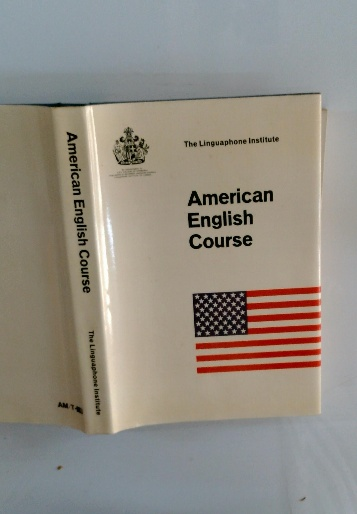 The Linguaphone Institute
American
English
Course
American English Course
The Linguaphone Institute